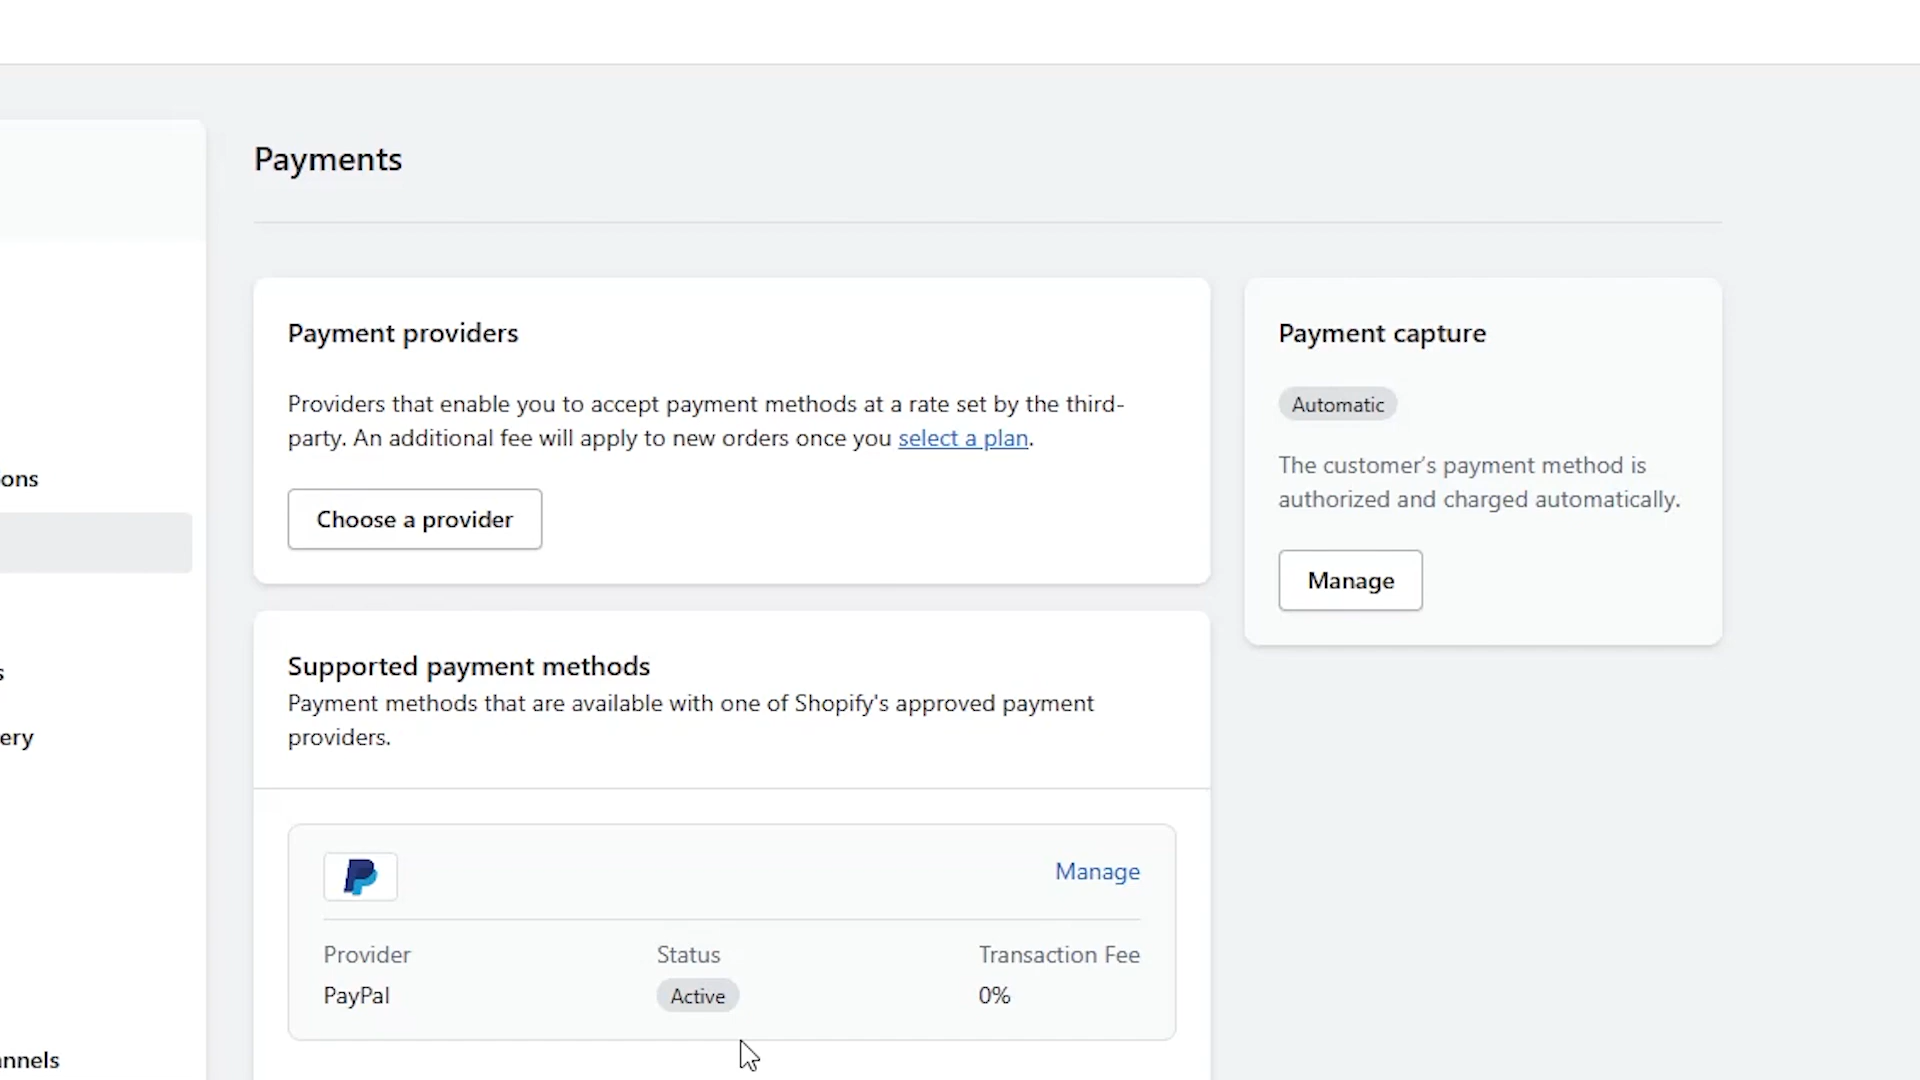 Payments
Payment providers
Providers that enable you to accept payment methods at a rate set by the third-
party. An additional fee will apply to new orders once you select a plan.
Choose a provider
Payment capture
Automatic
The customer's payment method is
authorized and charged automatically.
Manage
Supported payment methods
Payment methods that are available with one of Shopify's approved payment
providers.
Manage
Provider
Status
Transaction Fee
PayPal
Active
0%
ons
s
ery
nnels